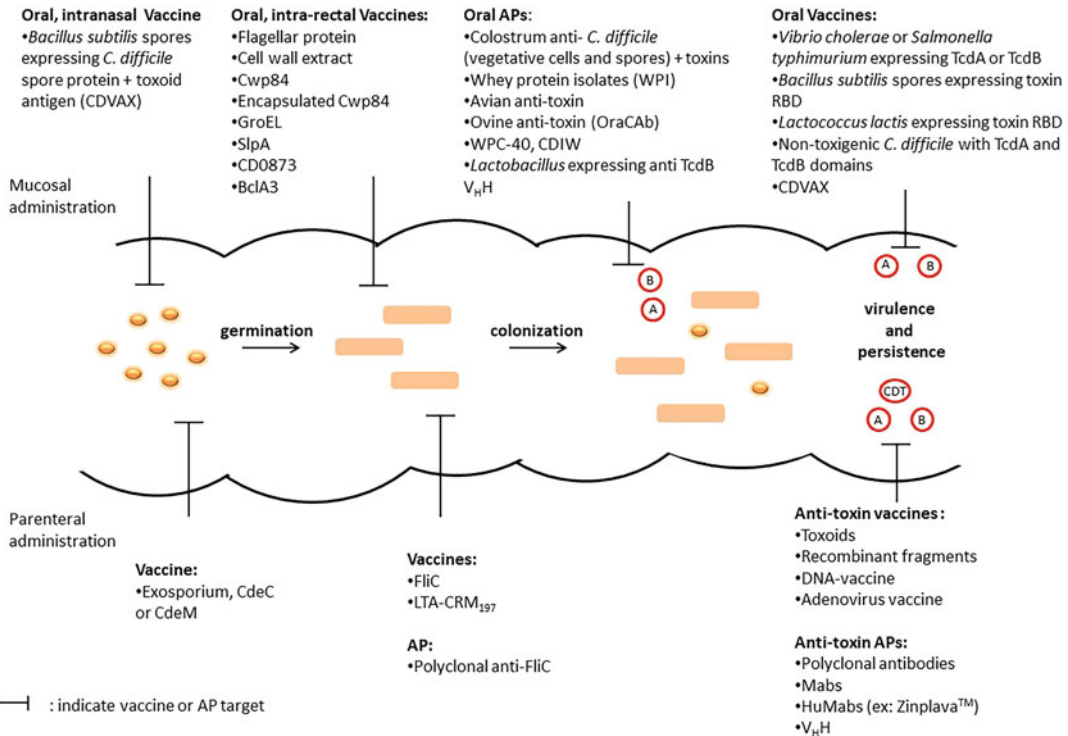 Oral, intranasal Vaccine
•Bacillus subtilis spores
expressing C. difficile
spore protein + toxoid
antigen (CDVAX)
Oral, intra-rectal Vaccines:
•Flagellar protein
•Cell wall extract
•Cwp84
•Encapsulated Cwp84
•GroEL
•SlpA
•CD0873
•BclA3
Oral APs:
•Colostrum anti- C. difficile
(vegetative cells and spores) + toxins
•Whey protein isolates (WPI)
•Avian anti-toxin
•Ovine anti-toxin (OraCAb)
•WPC-40, CDIW
•Lactobacillus expressing anti TcdB
VHH
Oral Vaccines:
•Vibrio cholerae or Salmonella
typhimurium expressing TcdA or TcdB
•Bacillus subtilis spores expressing toxin
RBD
•Lactococcus lactis expressing toxin RBD
•Non-toxigenic C. difficile with TcdA and
TcdB domains
•CDVAX
Mucosal
administration
germination
colonization
B
A
A
B
virulence
and
persistence
CDT
A
B
Parenteral
administration
Vaccine:
•Exosporium, CdeC
or CdeM
Vaccines:
•FliC
•LTA-CRM197
AP:
•Polyclonal anti-FliC
Anti-toxin vaccines:
•Toxoids
•Recombinant fragments
•DNA-vaccine
•Adenovirus vaccine
Anti-toxin APs:
•Polyclonal antibodies
•Mabs
•HuMabs (ex: Zinplava™)
•VHH
: indicate vaccine or AP target